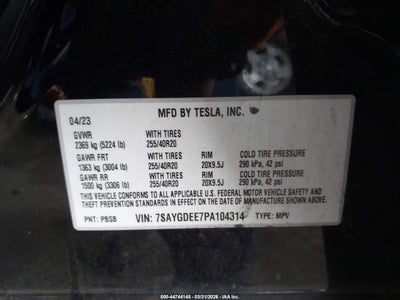 MFD BY TESLA, INC.
04/23
GVWR WITH TIRES
2369 kg (5224 lb) 255/40R20
GAWR FRT WITH TIRES RIM COLD TIRE PRESSURE
1363 kg (3004 lb) 255/40R20 20X9.5J 290 kPa, 42 psi
GAWR RR WITH TIRES RIM COLD TIRE PRESSURE
1500 kg (3306 lb) 255/40R20 20X9.5J 290 kPa, 42 psi
THIS VEHICLE CONFORMS TO ALL APPLICABLE U.S. FEDERAL MOTOR VEHICLE SAFETY AND
THEFT PREVENTION STANDARDS IN EFFECT ON THE DATE OF MANUFACTURE SHOWN ABOVE.
PNT: PBSB VIN: 7SAYGDEE7PA104314 TYPE: MPV
000-44744145 - 03/31/2026 - IAA